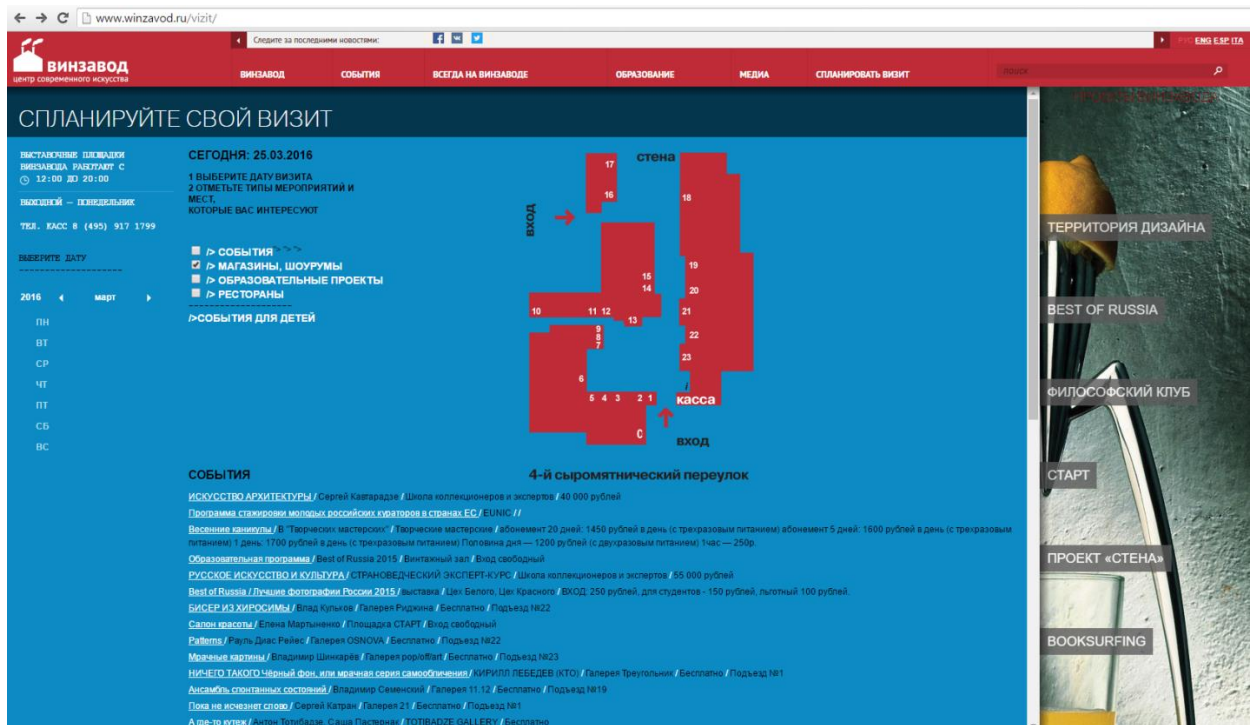 www.winzavod.ru/vizit/
Следите за последними новостями:
РУС ENG ESP ITA
ВИНЗАВОД
центр современного искусства
ВИНЗАВОД СОБЫТИЯ ВСЕГДА НА ВИНЗАВОДЕ ОБРАЗОВАНИЕ МЕДИА СПЛАНИРОВАТЬ ВИЗИТ
ПОИСК
СПЛАНИРУЙТЕ СВОЙ ВИЗИТ
ВЫСТАВОЧНЫЕ ПЛОЩАДКИ
ВИНЗАВОДА РАБОТАЮТ С
12:00 ДО 20:00
ВЫХОДНОЙ – ПОНЕДЕЛЬНИК
ТЕЛ. КАСС 8 (495) 917 1799
ВЫБЕРИТЕ ДАТУ
2016 март
ПН
ВТ
СР
ЧТ
ПТ
СБ
ВС
СЕГОДНЯ: 25.03.2016
1 ВЫБЕРИТЕ ДАТУ ВИЗИТА
2 ОТМЕТЬТЕ ТИПЫ МЕРОПРИЯТИЙ И
МЕСТ,
КОТОРЫЕ ВАС ИНТЕРЕСУЮТ
/> СОБЫТИЯ"> "> ">
/> МАГАЗИНЫ, ШОУРУМЫ
/> ОБРАЗОВАТЕЛЬНЫЕ ПРОЕКТЫ
/> РЕСТОРАНЫ
/>СОБЫТИЯ ДЛЯ ДЕТЕЙ
стена
17
16
18
вход
15
14
19
20
10
11 12
13
21
9
8
7
22
23
6
5 4 3 2 1
i
касса
C
вход
4-й сыромятнический переулок
СОБЫТИЯ
ИСКУССТВО АРХИТЕКТУРЫ / Сергей Кавтарадзе / Школа коллекционеров и экспертов / 40 000 рублей
Программа стажировки молодых российских кураторов в странах ЕС / EUNIC / /
Весенние каникулы / В "Творческих мастерских" / Творческие мастерские / абонемент 20 дней: 1450 рублей в день (с трехразовым питанием) абонемент 5 дней: 1600 рублей в день (с трехразовым
питанием) 1 день: 1700 рублей в день (с трехразовым питанием) Половина дня — 1200 рублей (с двухразовым питанием) 1час — 250р.
Образовательная программа / Best of Russia 2015 / Винтажный зал / Вход свободный
РУССКОЕ ИСКУССТВО И КУЛЬТУРА / СТРАНОВЕДЧЕСКИЙ ЭКСПЕРТ-КУРС / Школа коллекционеров и экспертов / 55 000 рублей
Best of Russia / Лучшие фотографии России 2015 / выставка / Цех Белого, Цех Красного / ВХОД: 250 рублей, для студентов - 150 рублей, льготный 100 рублей.
БИСЕР ИЗ ХИРОСИМЫ / Влад Кульков / Галерея Риджина / Бесплатно / Подъезд №22
Салон красоты / Елена Мартыненко / Площадка СТАРТ / Вход свободный
Patterns / Рауль Диас Рейес / Галерея OSNOVA / Бесплатно / Подъезд №22
Мрачные картины / Владимир Шинкарёв / Галерея pop/off/art / Бесплатно / Подъезд №23
НИЧЕГО ТАКОГО Чёрный фон, или мрачная серия самообличения / КИРИЛЛ ЛЕБЕДЕВ (КТО) / Галерея Треугольник / Бесплатно / Подъезд №1
Ансамбль спонтанных состояний / Владимир Семенский / Галерея 11.12 / Бесплатно / Подъезд №19
Пока не исчезнет слово / Сергей Катран / Галерея 21 / Бесплатно / Подъезд №1
А где-то кутеж / Антон Тотибадзе, Саша Пастернак / TOTIBADZE GALLERY / Бесплатно
ТЕРРИТОРИЯ ДИЗАЙНА
BEST OF RUSSIA
ФИЛОСОФСКИЙ КЛУБ
СТАРТ
ПРОЕКТ «СТЕНА»
BOOKSURFING